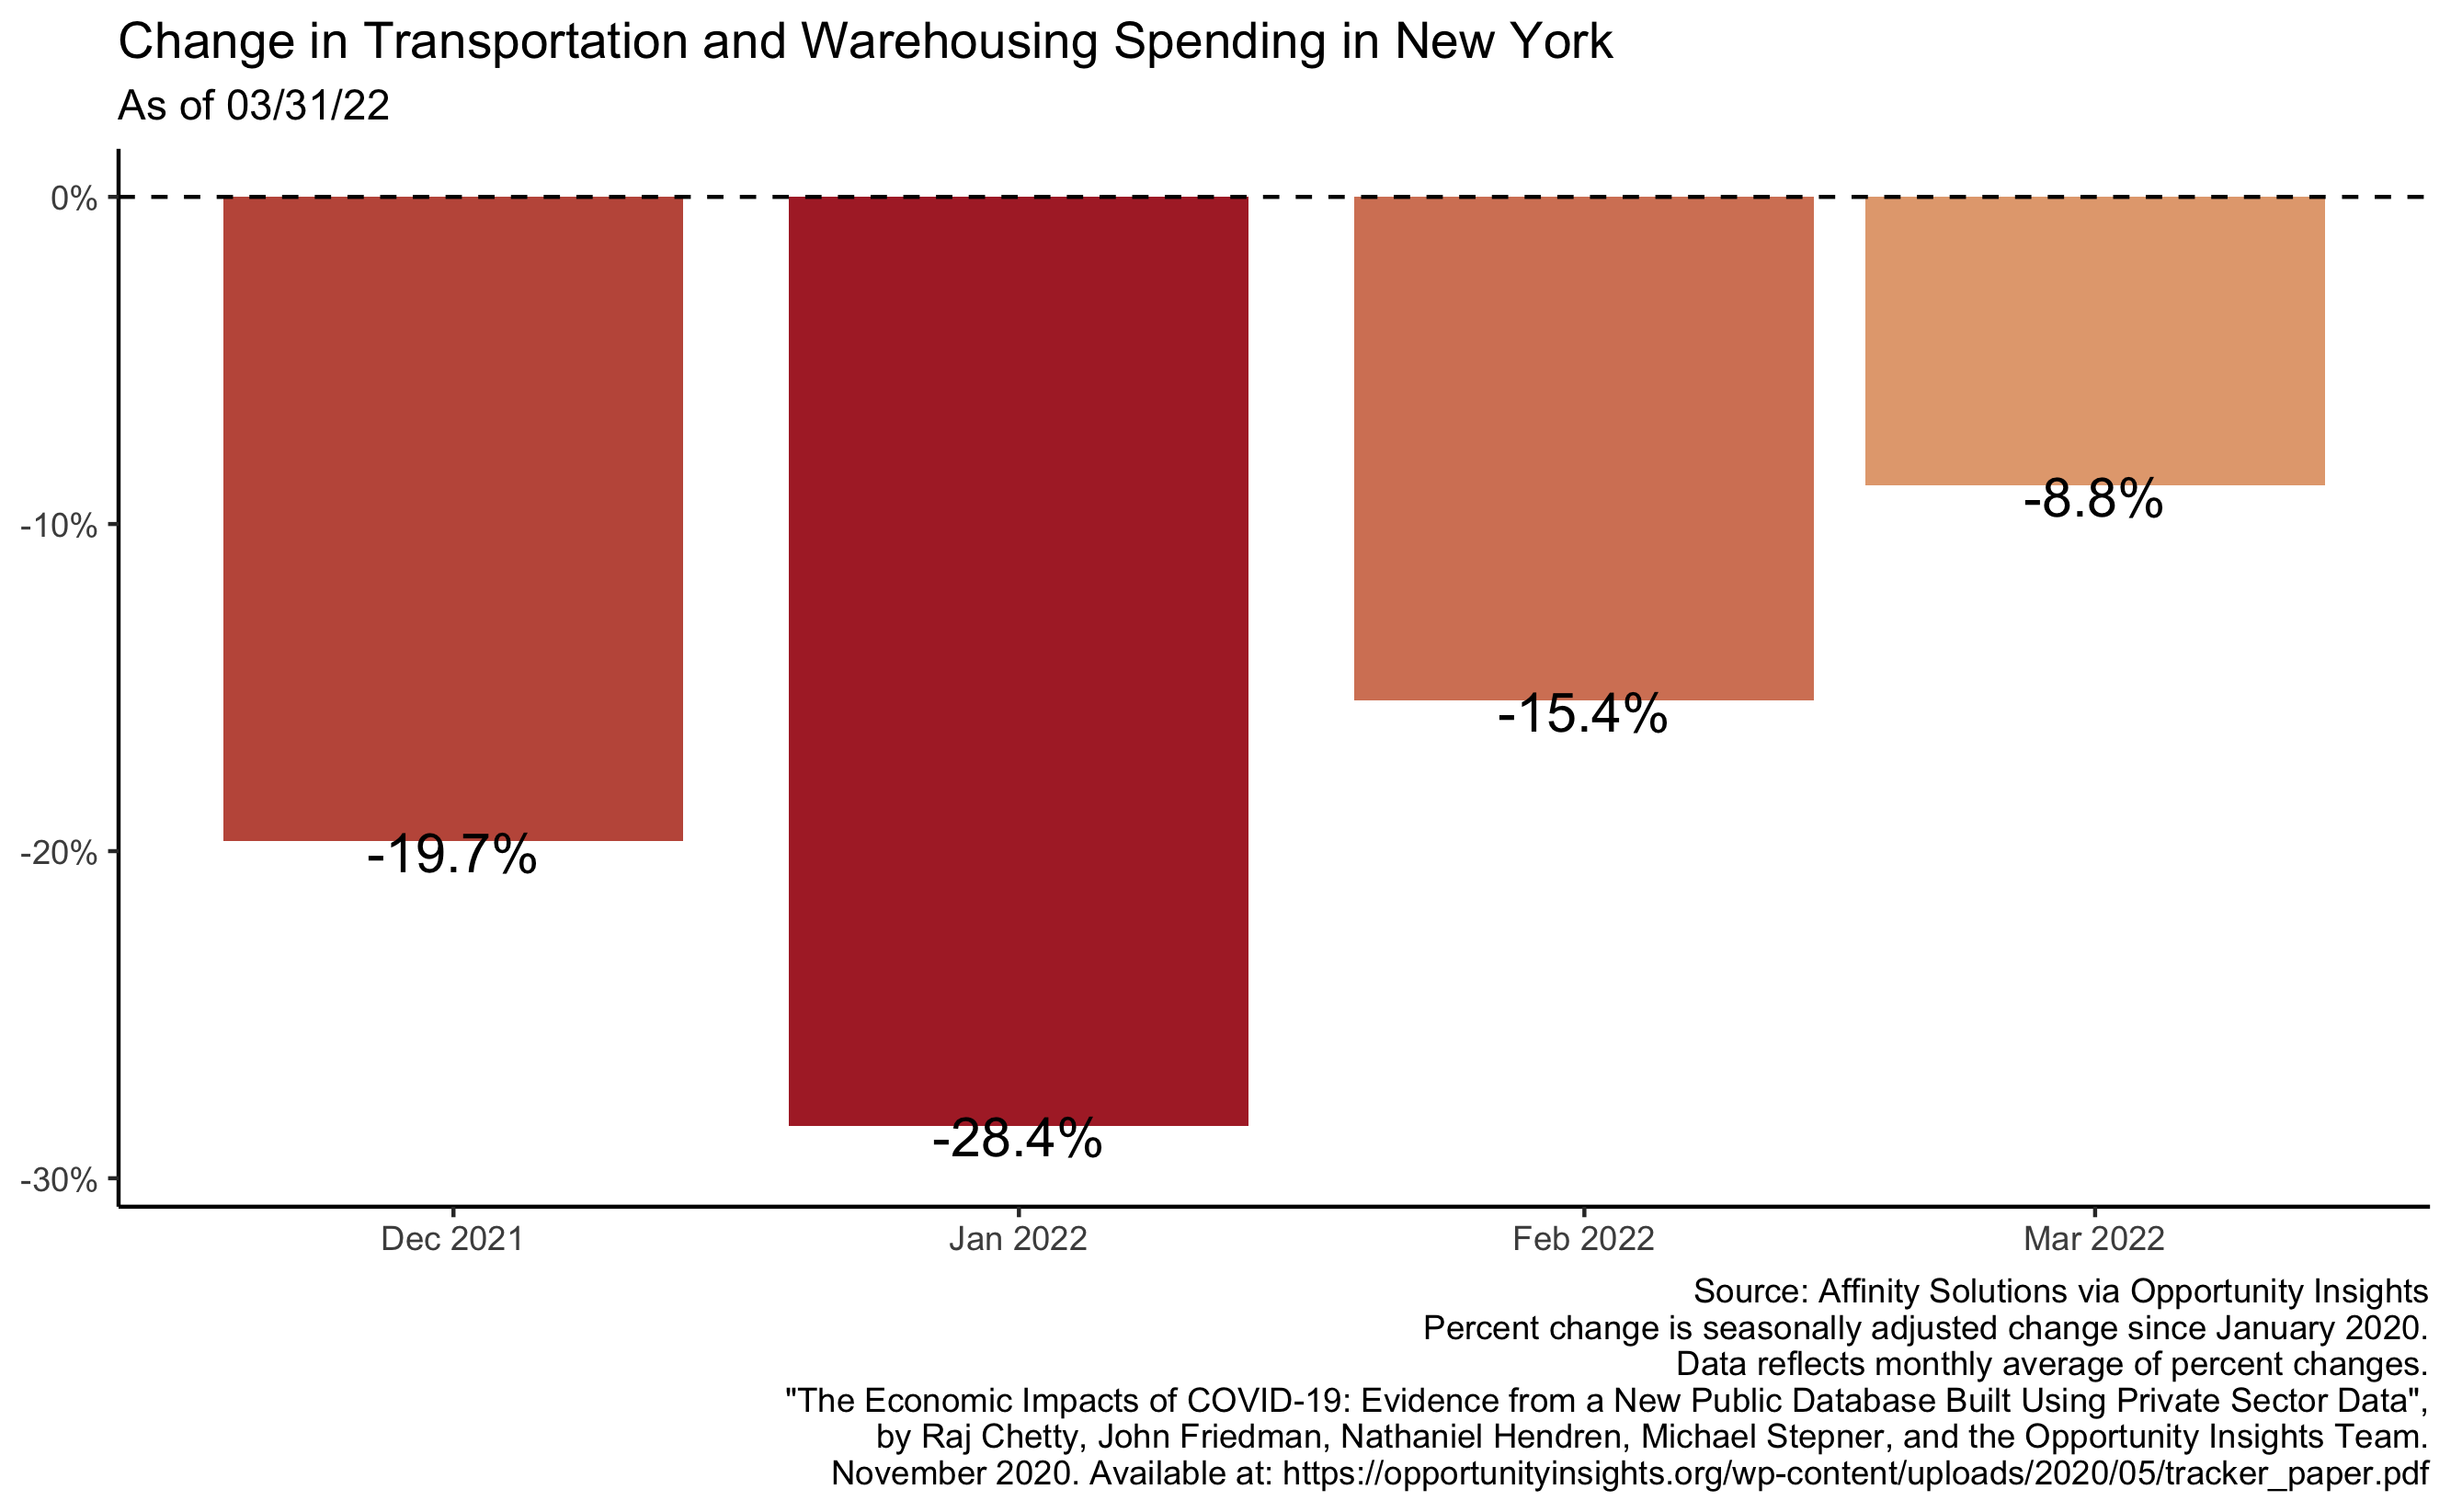 Change in Transportation and Warehousing Spending in New York
As of 03/31/22
0%
-10%
-20%
-30%
-19.7%
-28.4%
-15.4%
-8.8%
Dec 2021
Jan 2022
Feb 2022
Mar 2022
Source: Affinity Solutions via Opportunity Insights
Percent change is seasonally adjusted change since January 2020.
Data reflects monthly average of percent changes.
"The Economic Impacts of COVID-19: Evidence from a New Public Database Built Using Private Sector Data",
by Raj Chetty, John Friedman, Nathaniel Hendren, Michael Stepner, and the Opportunity Insights Team.
November 2020. Available at: https://opportunityinsights.org/wp-content/uploads/2020/05/tracker_paper.pdf